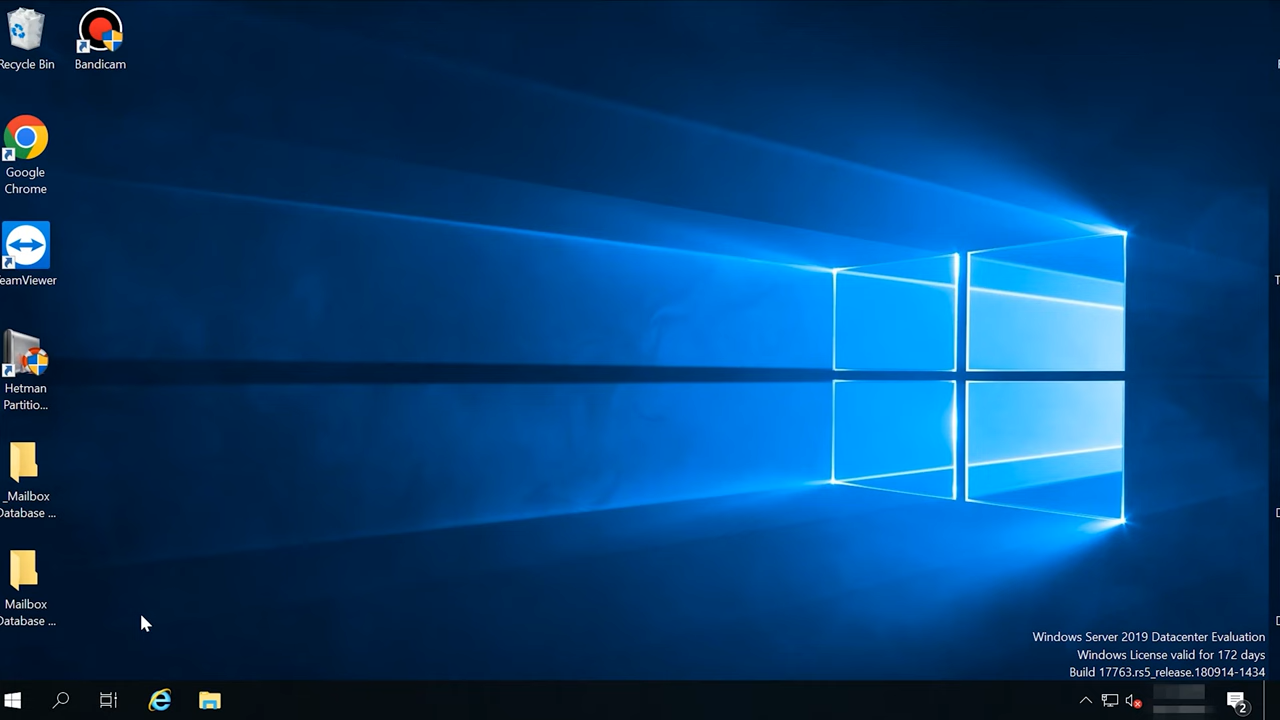 Recycle Bin
Bandicam
Google
Chrome
TeamViewer
Hetman
Partitio...
_Mailbox
Database ...
Mailbox
Database ...
Windows Server 2019 Datacenter Evaluation
Windows License valid for 172 days
Build 17763.rs5_release.180914-1434
2